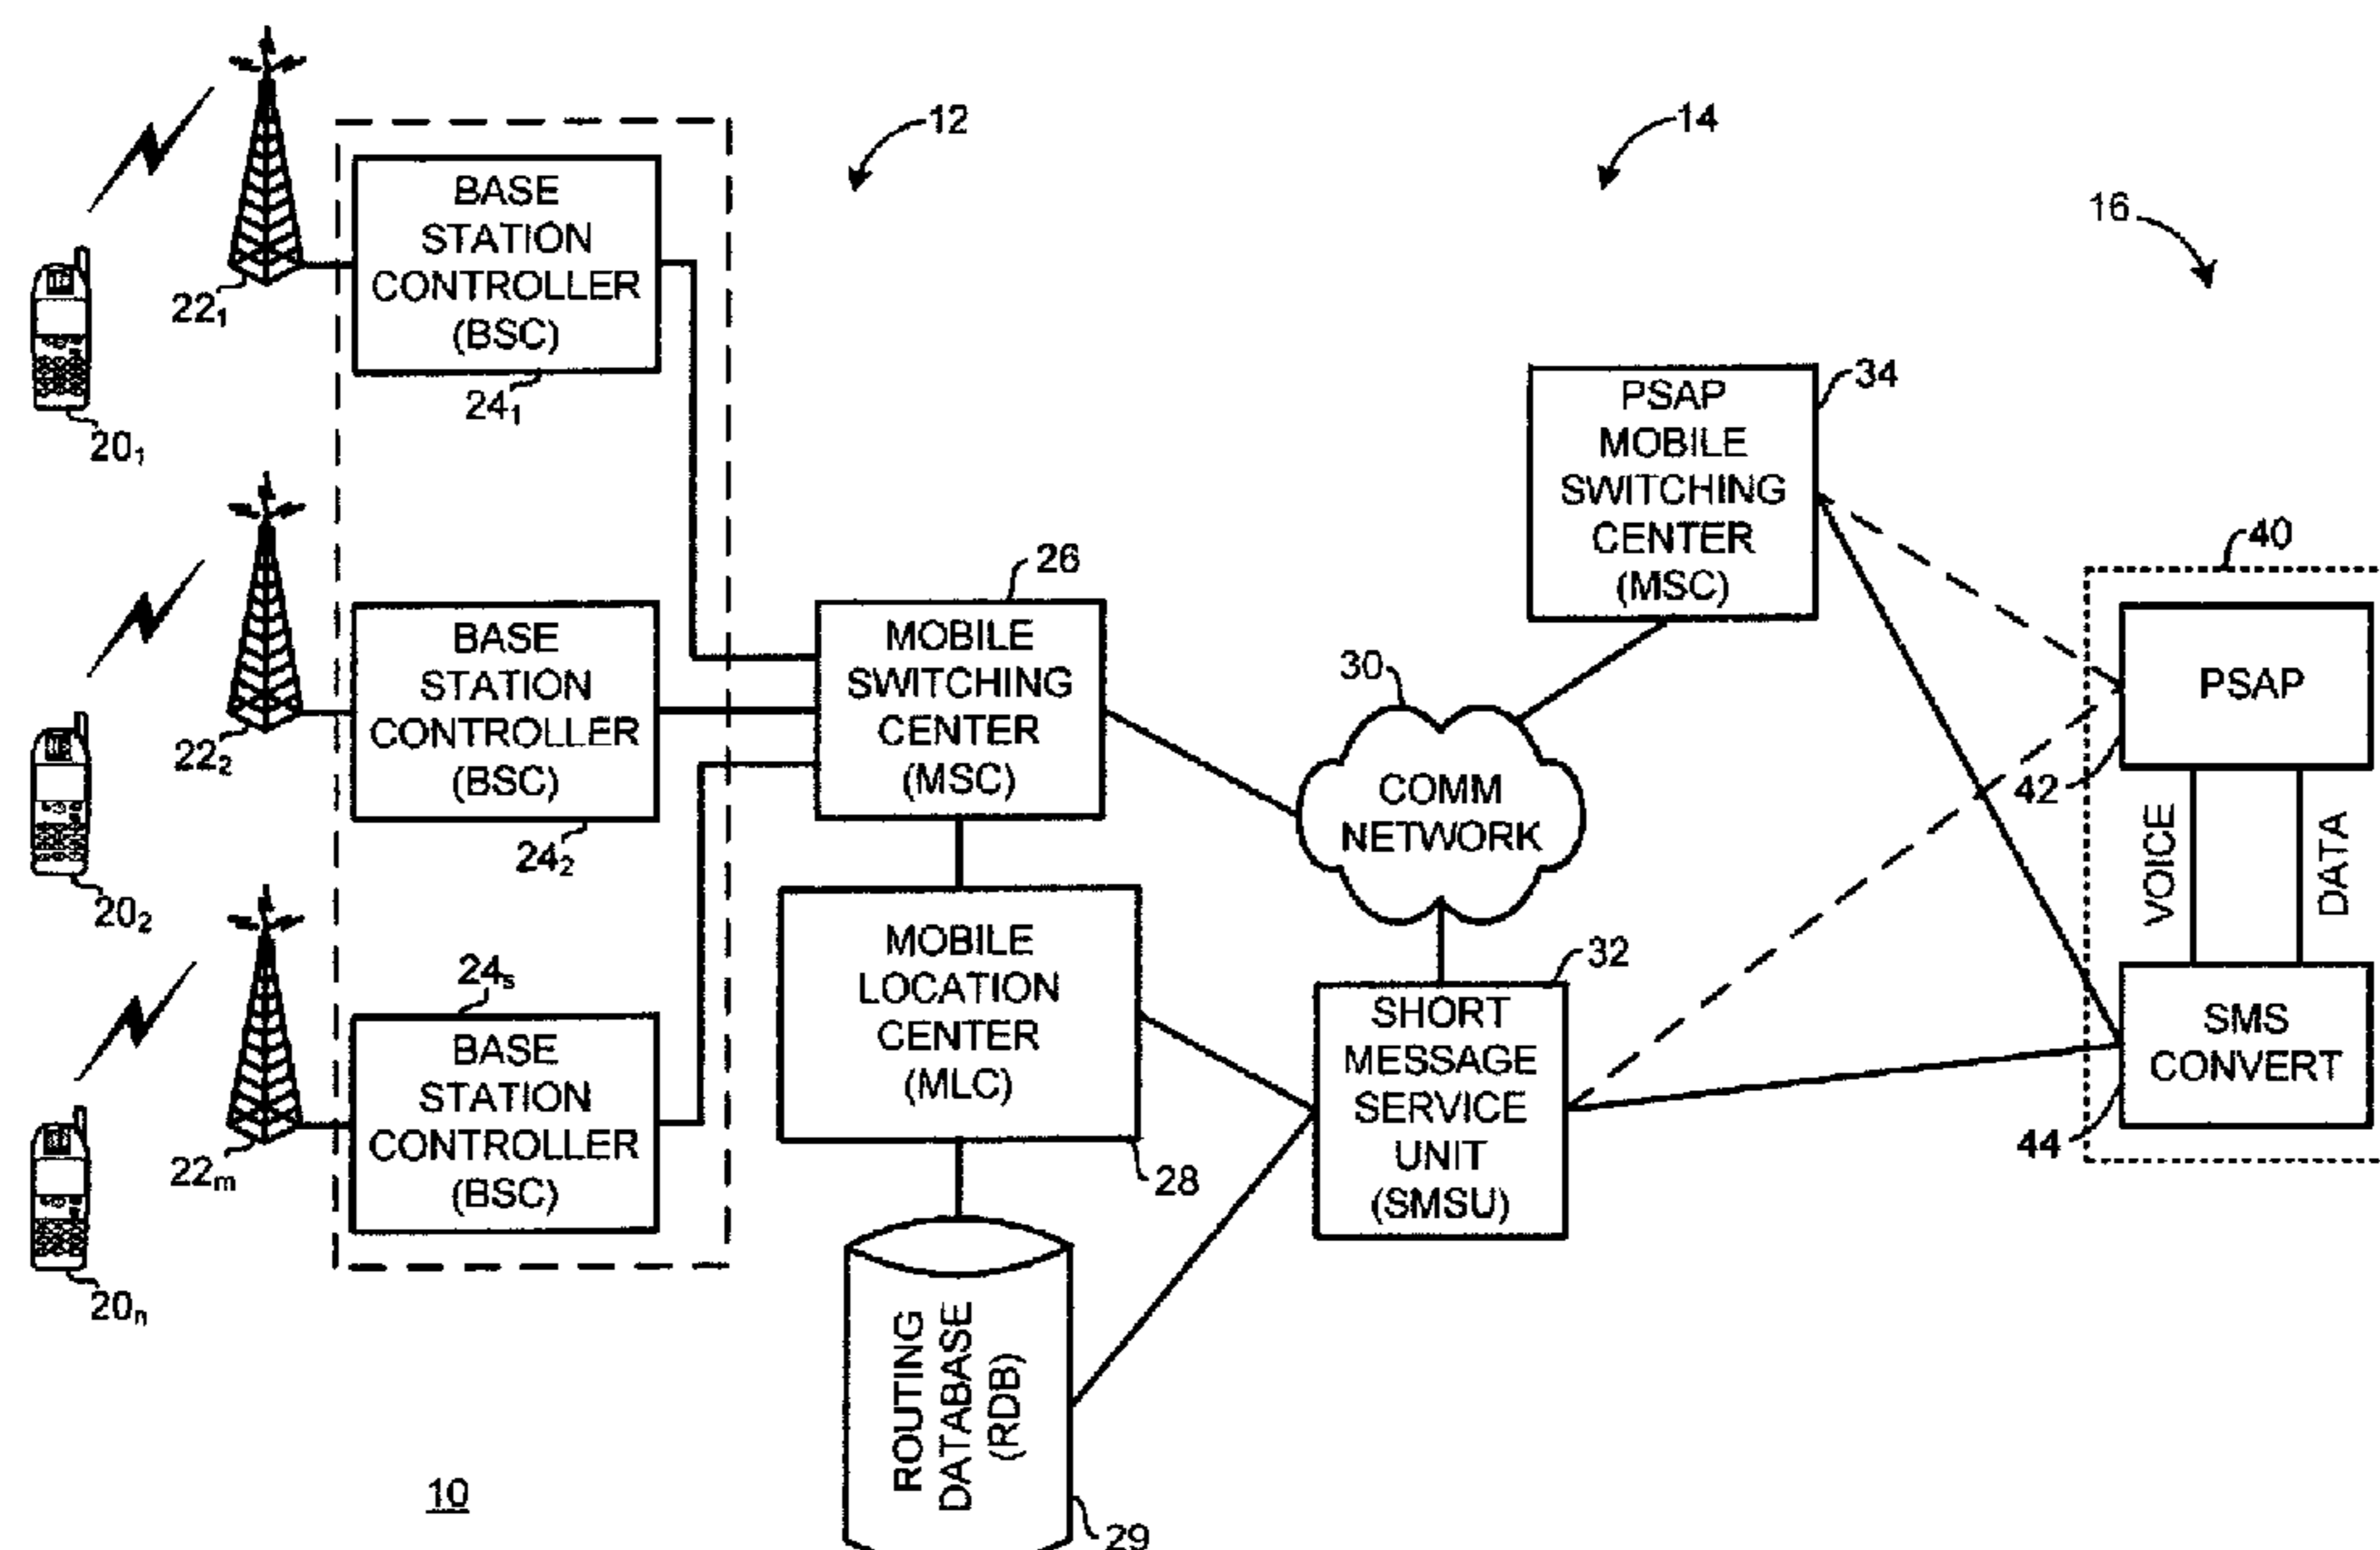 12
14
16
BASE
STATION
CONTROLLER
(BSC)
22₁
24₁
20₁
34
PSAP
MOBILE
SWITCHING
CENTER
(MSC)
40
26
BASE
STATION
CONTROLLER
(BSC)
22₂
24₂
20₂
MOBILE
SWITCHING
CENTER
(MSC)
30
COMM
NETWORK
PSAP
42
VOICE
DATA
24ₛ
BASE
STATION
CONTROLLER
(BSC)
22ₘ
20ₙ
MOBILE
LOCATION
CENTER
(MLC)
28
32
SHORT
MESSAGE
SERVICE
UNIT
(SMSU)
SMS
CONVERT
44
ROUTING
DATABASE
(RDB)
29
10